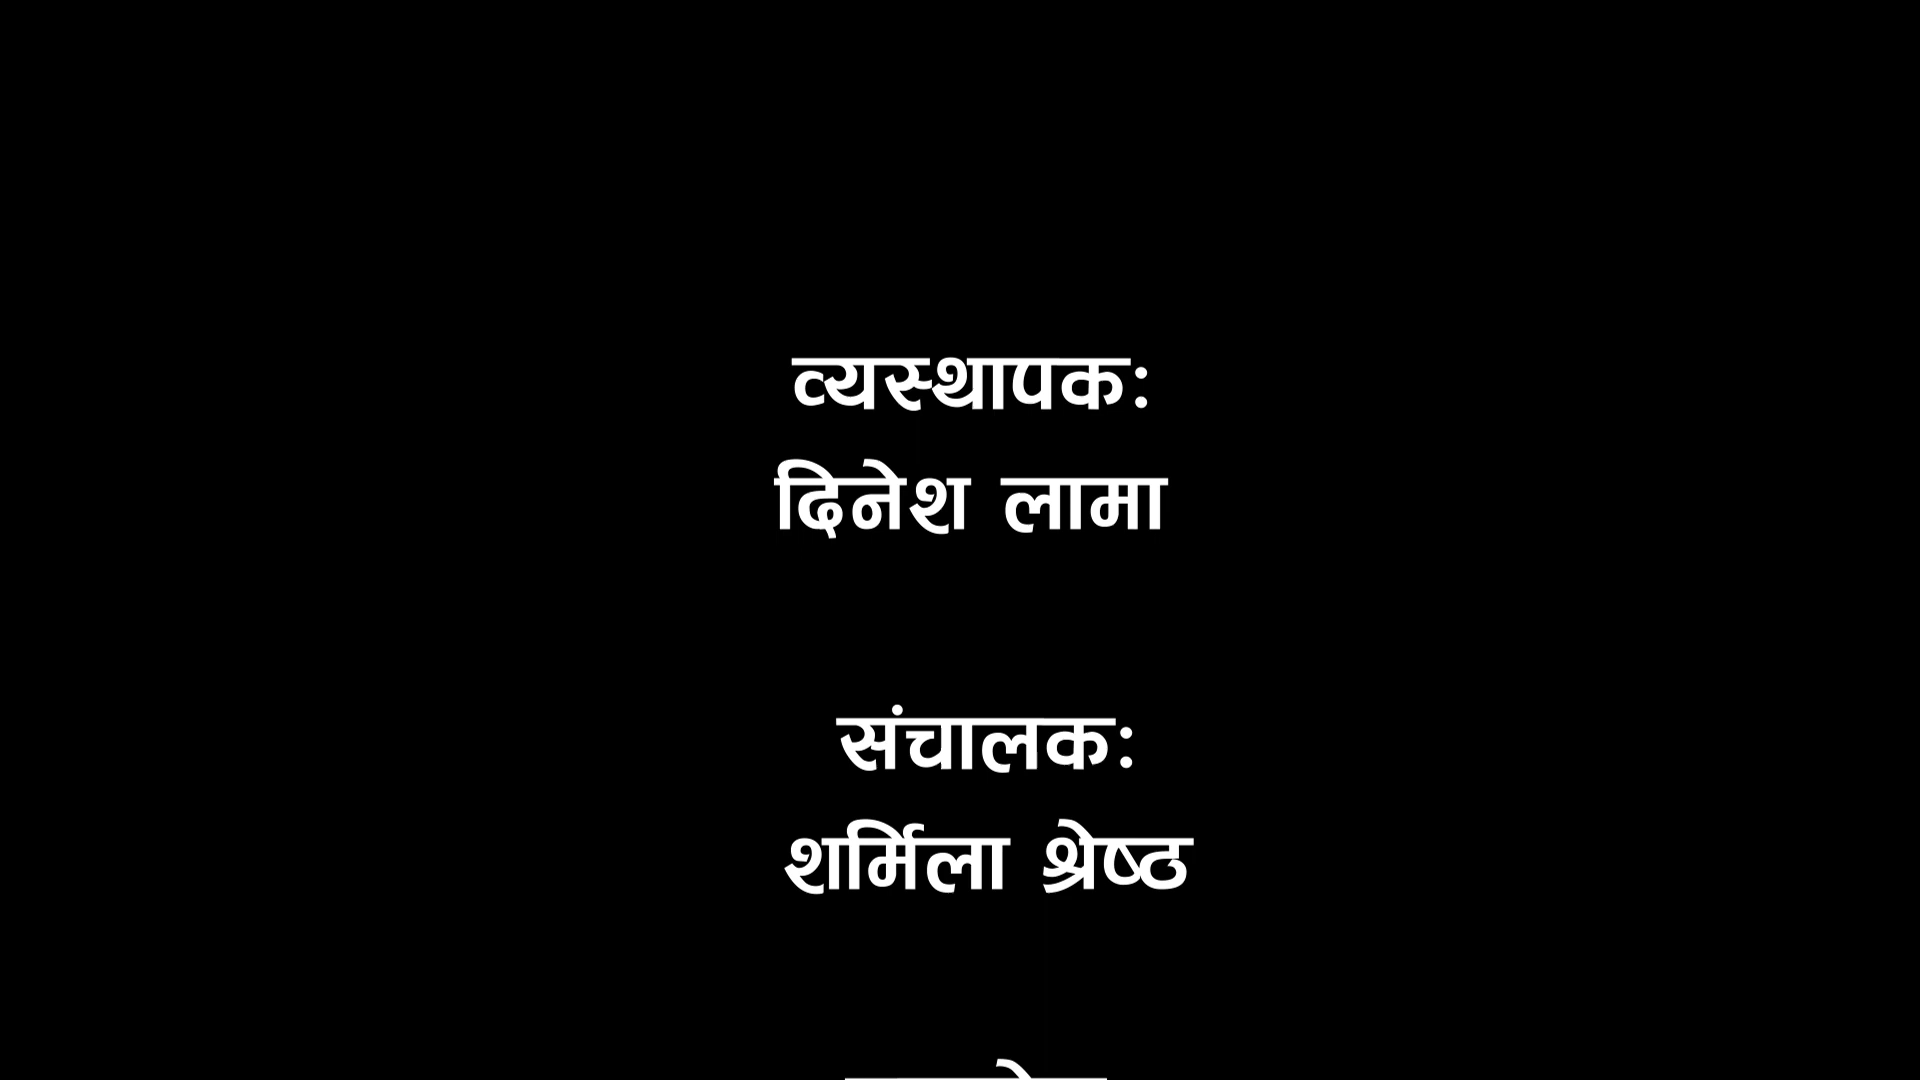 व्यस्थापक:
दिनेश लामा
संचालक:
शर्मिला श्रेष्ठ